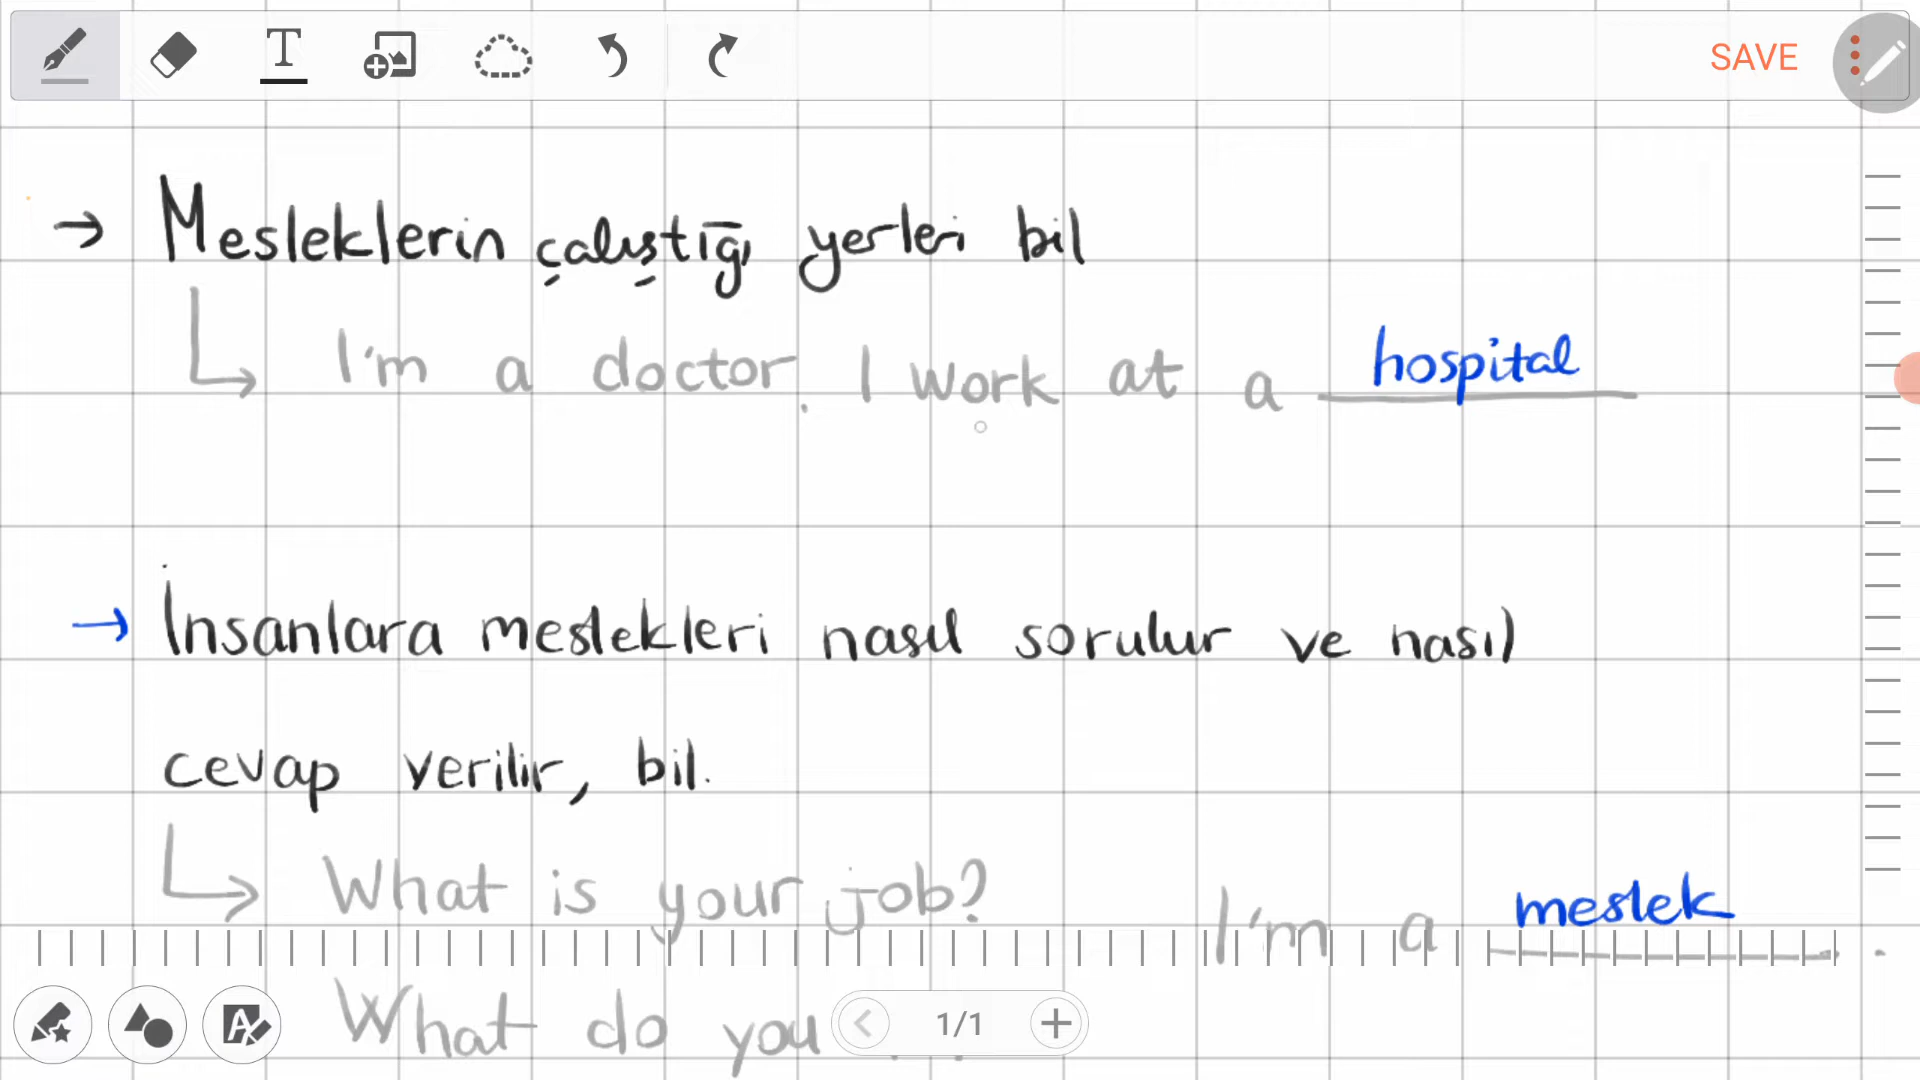 T SAVE
→ Mesleklerin çalıştığı yerleri bil
I'm a doctor. I work at a hospital
→ İnsanlara meslekleri nasıl sorulur ve nasıl
cevap verilir, bil.
What is your job? I'm a meslek.
What do you
1/1